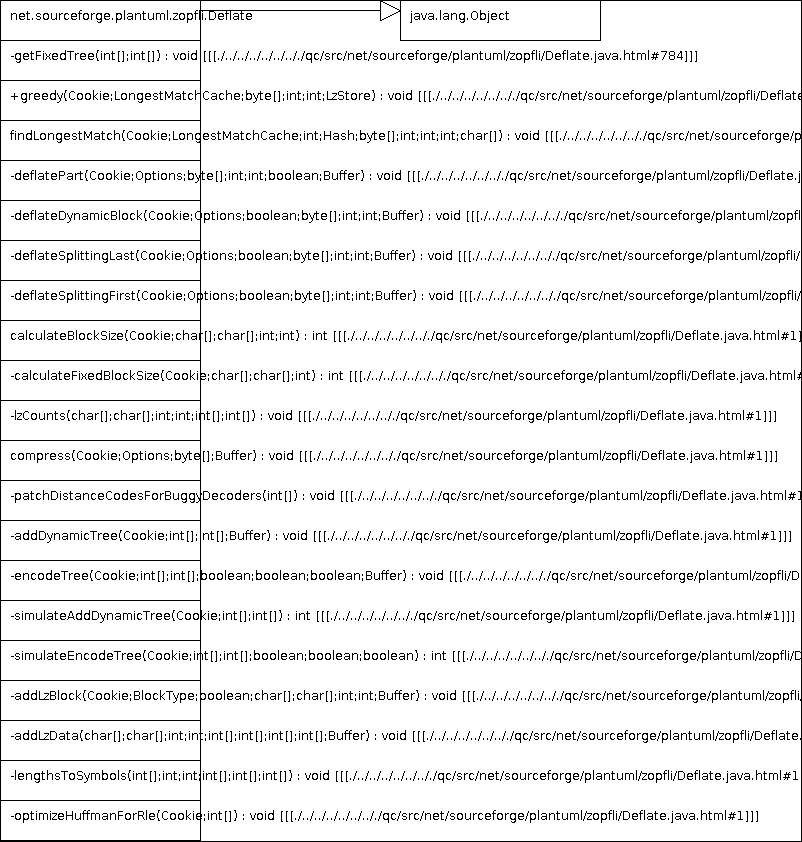 net.sourceforge.plantuml.zopfli.Deflate
java.lang.Object
-getFixedTree(int[];int[]) : void [[[./../../../../../../qc/src/net/sourceforge/plantuml/zopfli/Deflate.java.html#784]]]
+greedy(Cookie;LongestMatchCache;byte[];int;int;LzStore) : void [[[./../../../../../../qc/src/net/sourceforge/plantuml/zopfli/Deflate
findLongestMatch(Cookie;LongestMatchCache;int;Hash;byte[];int;int;int;char[]) : void [[[./../../../../../../qc/src/net/sourceforge/p
-deflatePart(Cookie;Options;byte[];int;int;boolean;Buffer) : void [[[./../../../../../../qc/src/net/sourceforge/plantuml/zopfli/Deflate.j
-deflateDynamicBlock(Cookie;Options;boolean;byte[];int;int;Buffer) : void [[[./../../../../../../qc/src/net/sourceforge/plantuml/zopfl
-deflateSplittingLast(Cookie;Options;boolean;byte[];int;int;Buffer) : void [[[./../../../../../../qc/src/net/sourceforge/plantuml/zopfli/
-deflateSplittingFirst(Cookie;Options;boolean;byte[];int;int;Buffer) : void [[[./../../../../../../qc/src/net/sourceforge/plantuml/zopfli/
calculateBlockSize(Cookie;char[];char[];int;int) : int [[[./../../../../../../qc/src/net/sourceforge/plantuml/zopfli/Deflate.java.html#1]
-calculateFixedBlockSize(Cookie;char[];char[];int) : int [[[./../../../../../../qc/src/net/sourceforge/plantuml/zopfli/Deflate.java.html#
-lzCounts(char[];char[];int;int;int[];int[]) : void [[[./../../../../../../qc/src/net/sourceforge/plantuml/zopfli/Deflate.java.html#1]]]
compress(Cookie;Options;byte[];Buffer) : void [[[./../../../../../../qc/src/net/sourceforge/plantuml/zopfli/Deflate.java.html#1]]]
-patchDistanceCodesForBuggyDecoders(int[]) : void [[[./../../../../../../qc/src/net/sourceforge/plantuml/zopfli/Deflate.java.html#1
-addDynamicTree(Cookie;int[];int[];Buffer) : void [[[./../../../../../../qc/src/net/sourceforge/plantuml/zopfli/Deflate.java.html#1]]]
-encodeTree(Cookie;int[];int[];boolean;boolean;boolean;Buffer) : void [[[./../../../../../../qc/src/net/sourceforge/plantuml/zopfli/D
-simulateAddDynamicTree(Cookie;int[];int[]) : int [[[./../../../../../../qc/src/net/sourceforge/plantuml/zopfli/Deflate.java.html#1]]]
-simulateEncodeTree(Cookie;int[];int[];boolean;boolean;boolean) : int [[[./../../../../../../qc/src/net/sourceforge/plantuml/zopfli/D
-addLzBlock(Cookie;BlockType;boolean;char[];char[];int;int;Buffer) : void [[[./../../../../../../qc/src/net/sourceforge/plantuml/zopfli
-addLzData(char[];char[];int;int;int[];int[];int[];int[];Buffer) : void [[[./../../../../../../qc/src/net/sourceforge/plantuml/zopfli/Deflate.
-lengthsToSymbols(int[];int;int;int[];int[];int[]) : void [[[./../../../../../../qc/src/net/sourceforge/plantuml/zopfli/Deflate.java.html#1
-optimizeHuffmanForRle(Cookie;int[]) : void [[[./../../../../../../qc/src/net/sourceforge/plantuml/zopfli/Deflate.java.html#1]]]